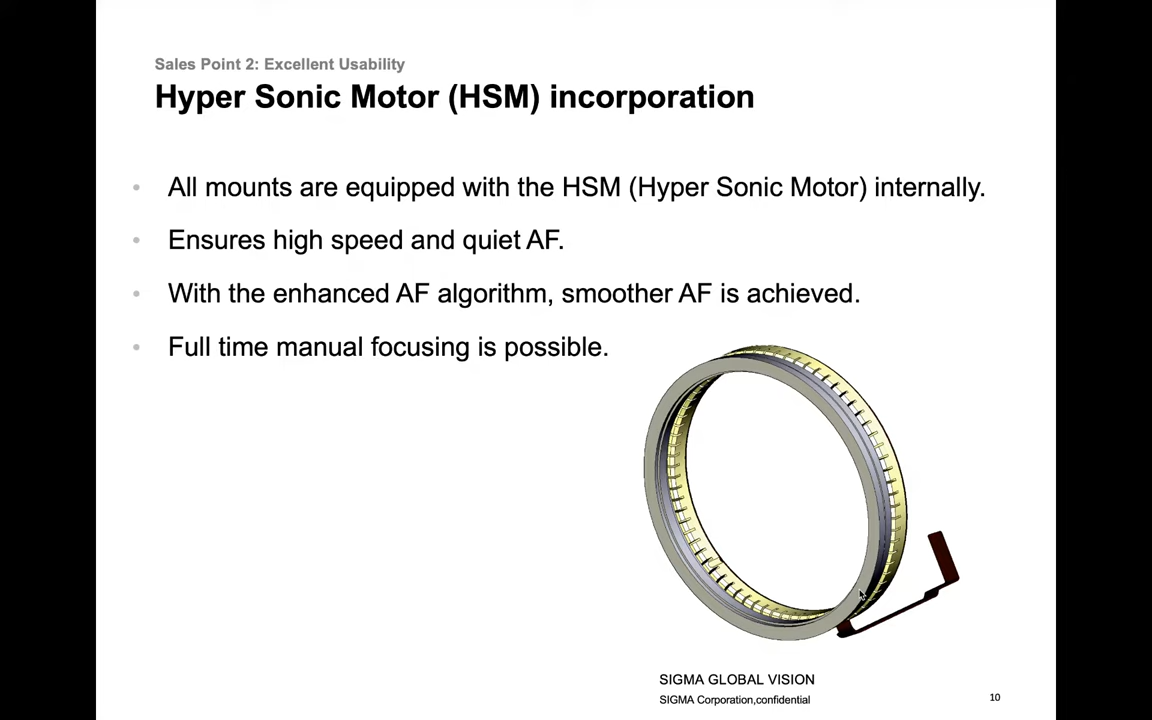 Sales Point 2: Excellent Usability
Hyper Sonic Motor (HSM) incorporation
• All mounts are equipped with the HSM (Hyper Sonic Motor) internally.
• Ensures high speed and quiet AF.
• With the enhanced AF algorithm, smoother AF is achieved.
• Full time manual focusing is possible.
SIGMA GLOBAL VISION
SIGMA Corporation,confidential
10